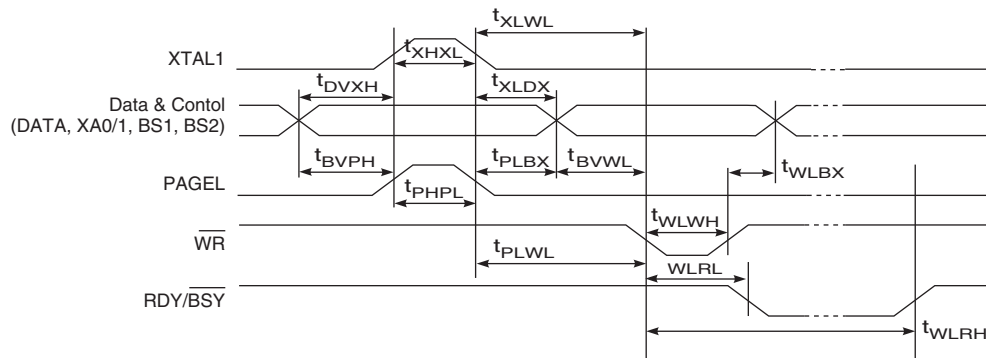 tXLWL
XTAL1
tXHXL
tDVXH
tXLDX
Data & Contol
(DATA, XA0/1, BS1, BS2)
tBVPH
tPLBX
tBVWL
tWLBX
PAGEL
tPHPL
tWLWH
WR
tPLWL
WLRL
RDY/BSY
tWLRH